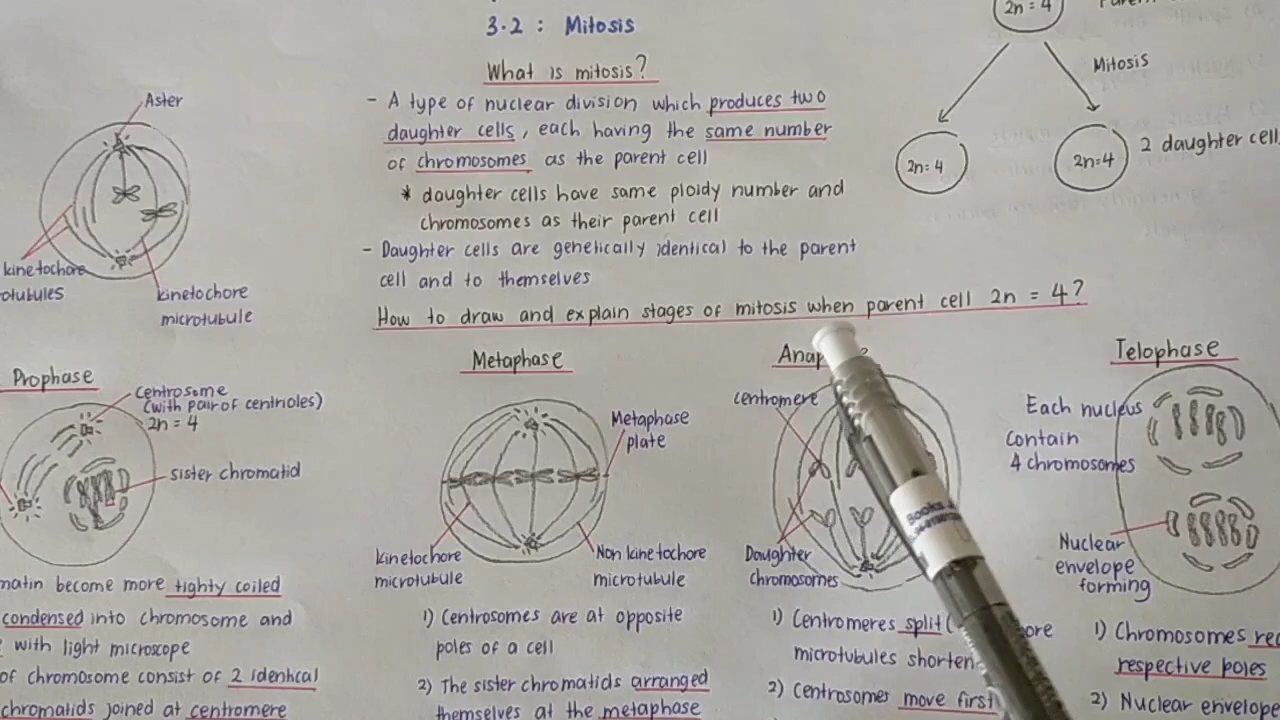 3.2 : Mitosis
What is mitosis?
- A type of nuclear division which produces two
daughter cells, each having the same number
of chromosomes as the parent cell
* daughter cells have same ploidy number and
chromosomes as their parent cell
- Daughter cells are genetically identical to the parent
cell and to themselves
How to draw and explain stages of mitosis when parent cell 2n = 4?
2n = 4
Mitosis
2n = 4
2n = 4
2 daughter cell
Aster
kinetochore
otubules
kinetochore
microtubule
Prophase
Centrosome
(with pair of centrioles)
2n = 4
sister chromatid
matin become more tighty coiled
condensed into chromosome and
with light microscope
of chromosome consist of 2 identical
chromatids joined at centromere
Metaphase
Metaphase
plate
kinetochore
microtubule
Non kinetochore
microtubule
1) Centrosomes are at opposite
poles of a cell
2) The sister chromatids arranged
themselves at the metaphase
Anap
centromere
Daughter
chromosomes
1) Centromeres split (
ore
microtubules shorten
2) Centrosomes move first
Telophase
Each nucleus
contain
4 chromosomes
Nuclear
envelope
forming
1) Chromosomes rea
respective poles
2) Nuclear envelope
Books